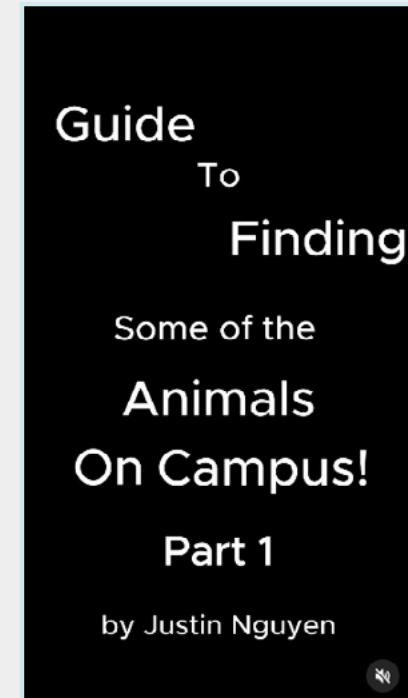 Guide
To
Finding
Some of the
Animals
On Campus!
Part 1
by Justin Nguyen